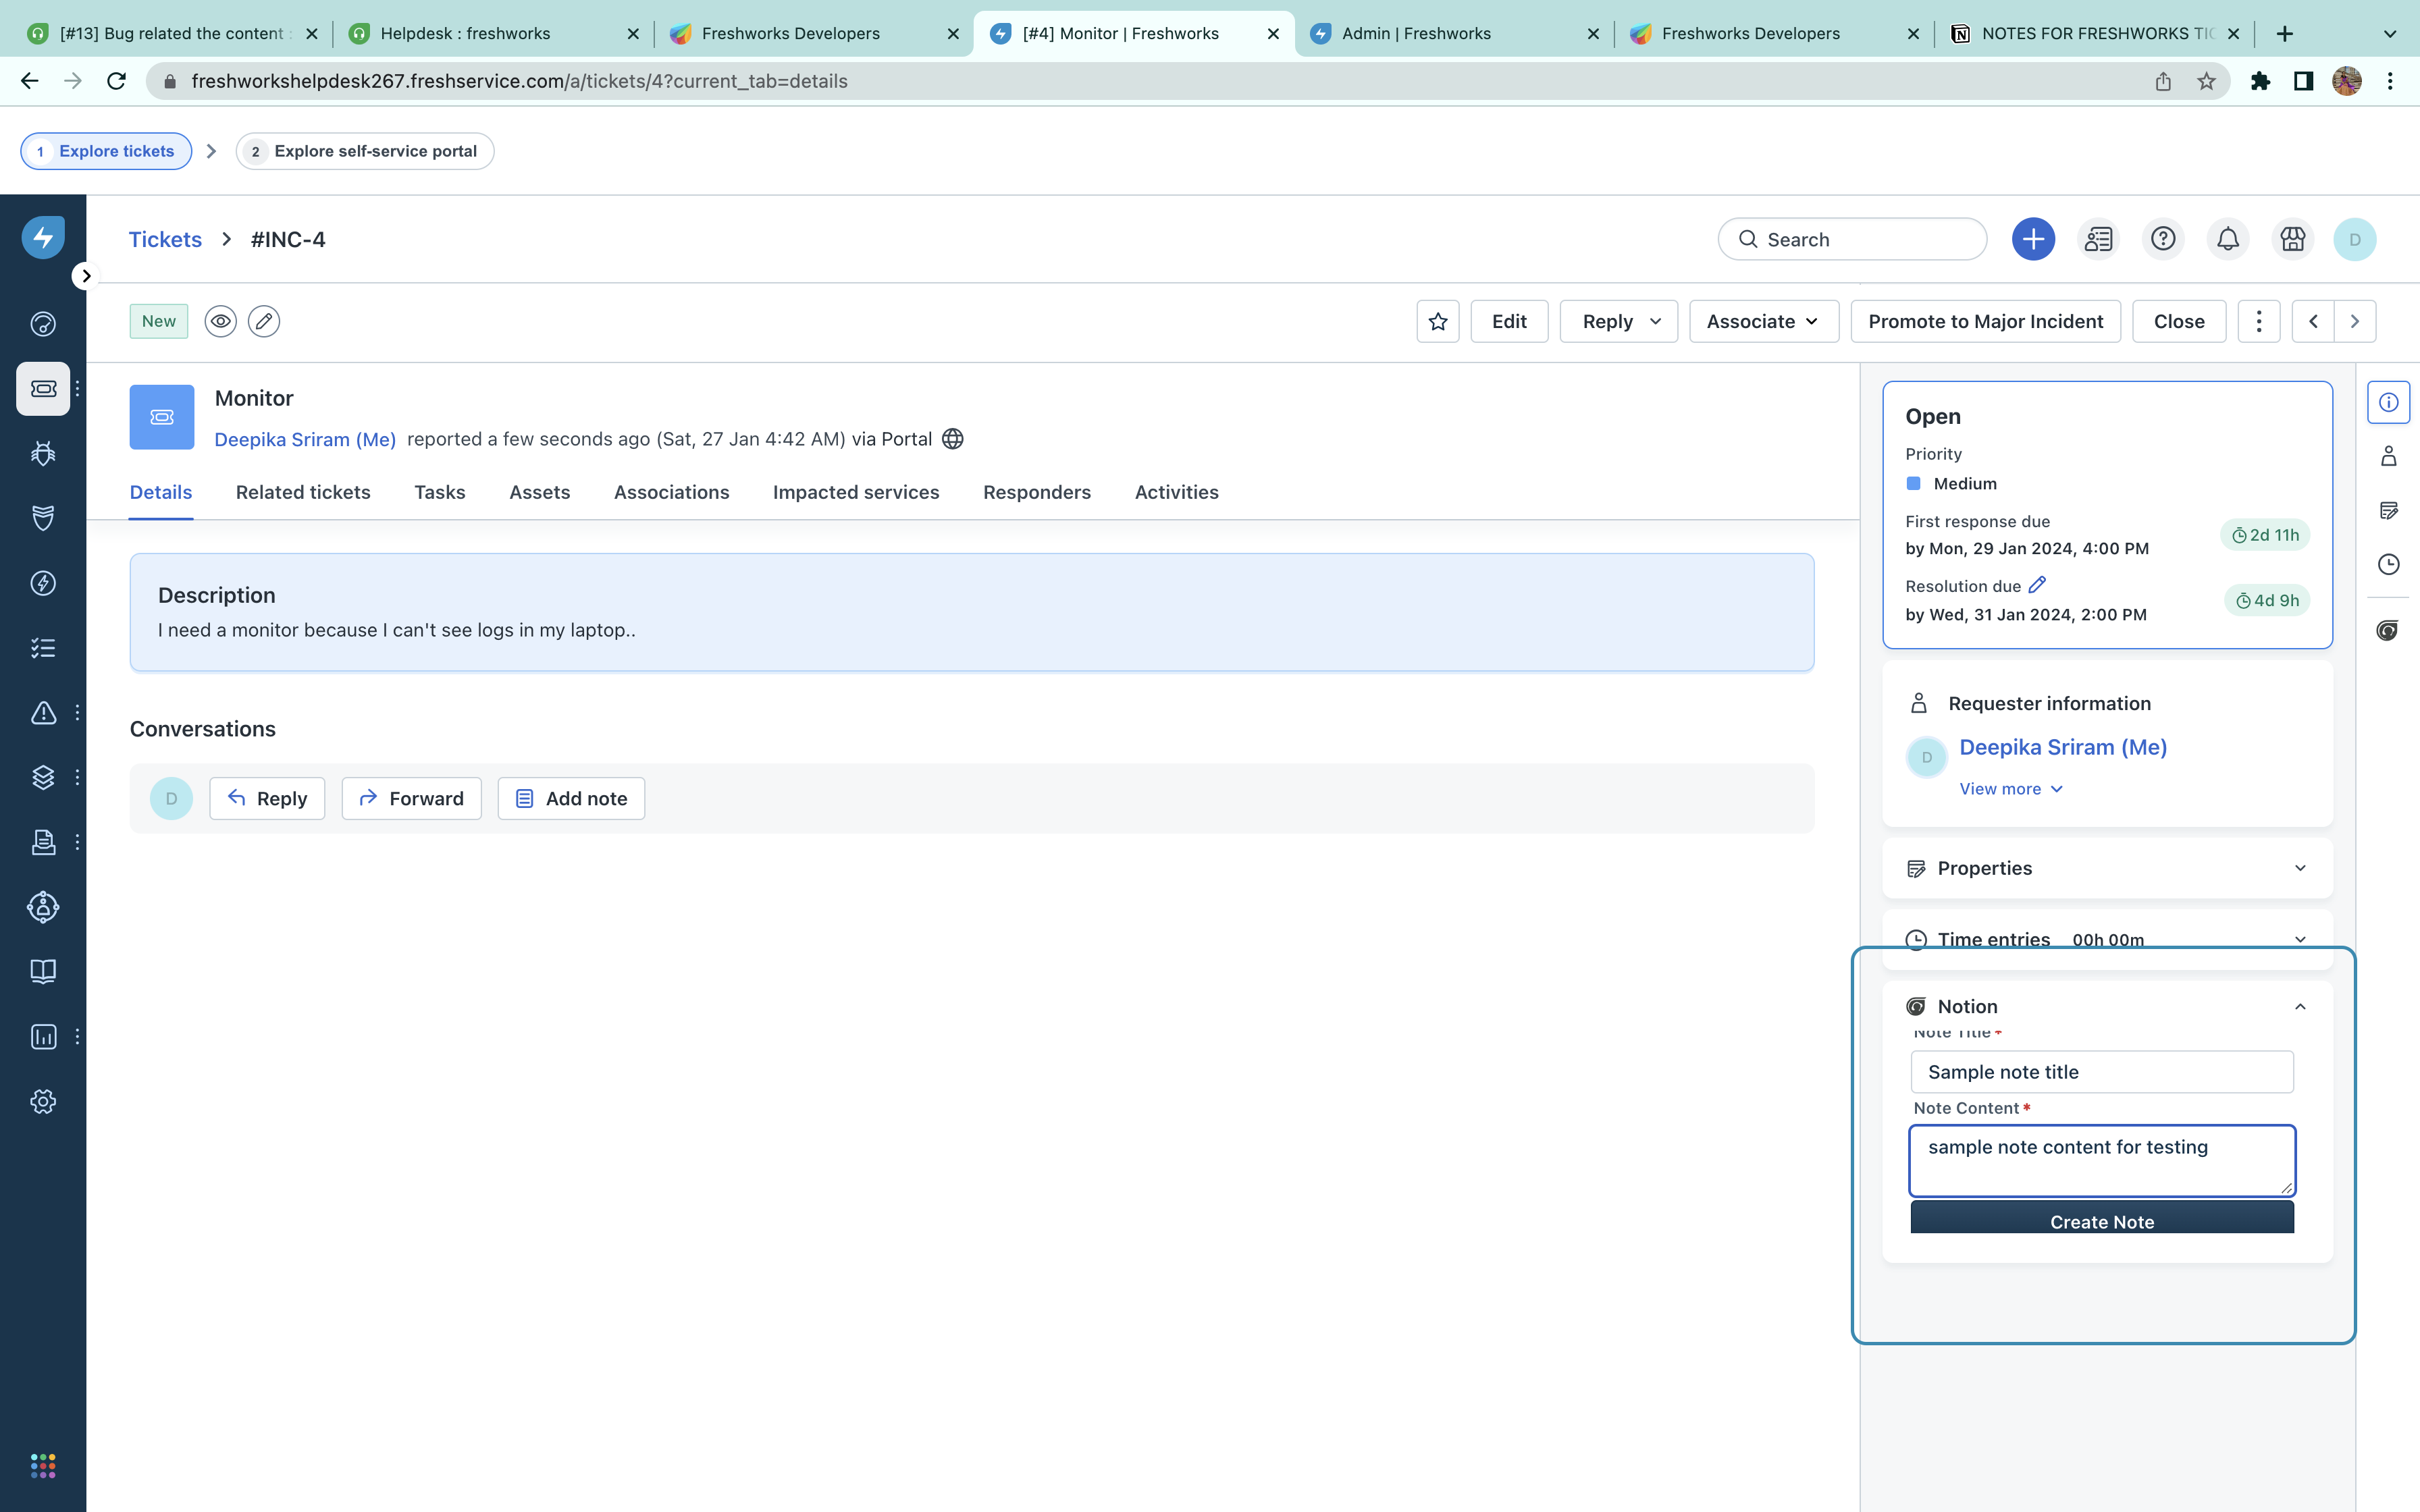 [#13] Bug related the content :
Helpdesk : freshworks
Freshworks Developers
[#4] Monitor | Freshworks
Admin | Freshworks
Freshworks Developers
NOTES FOR FRESHWORKS TIC
freshworkshelpdesk267.freshservice.com/a/tickets/4?current_tab=details
1 Explore tickets
2 Explore self-service portal
Tickets > #INC-4
Search
D
New
Edit
Reply
Associate
Promote to Major Incident
Close
Monitor
Deepika Sriram (Me) reported a few seconds ago (Sat, 27 Jan 4:42 AM) via Portal
Details
Related tickets
Tasks
Assets
Associations
Impacted services
Responders
Activities
Description
I need a monitor because I can't see logs in my laptop..
Conversations
D
Reply
Forward
Add note
Open
Priority
Medium
First response due
by Mon, 29 Jan 2024, 4:00 PM
2d 11h
Resolution due
by Wed, 31 Jan 2024, 2:00 PM
4d 9h
Requester information
D
Deepika Sriram (Me)
View more
Properties
Time entries 00h 00m
Notion
Note Title *
Sample note title
Note Content *
sample note content for testing
Create Note